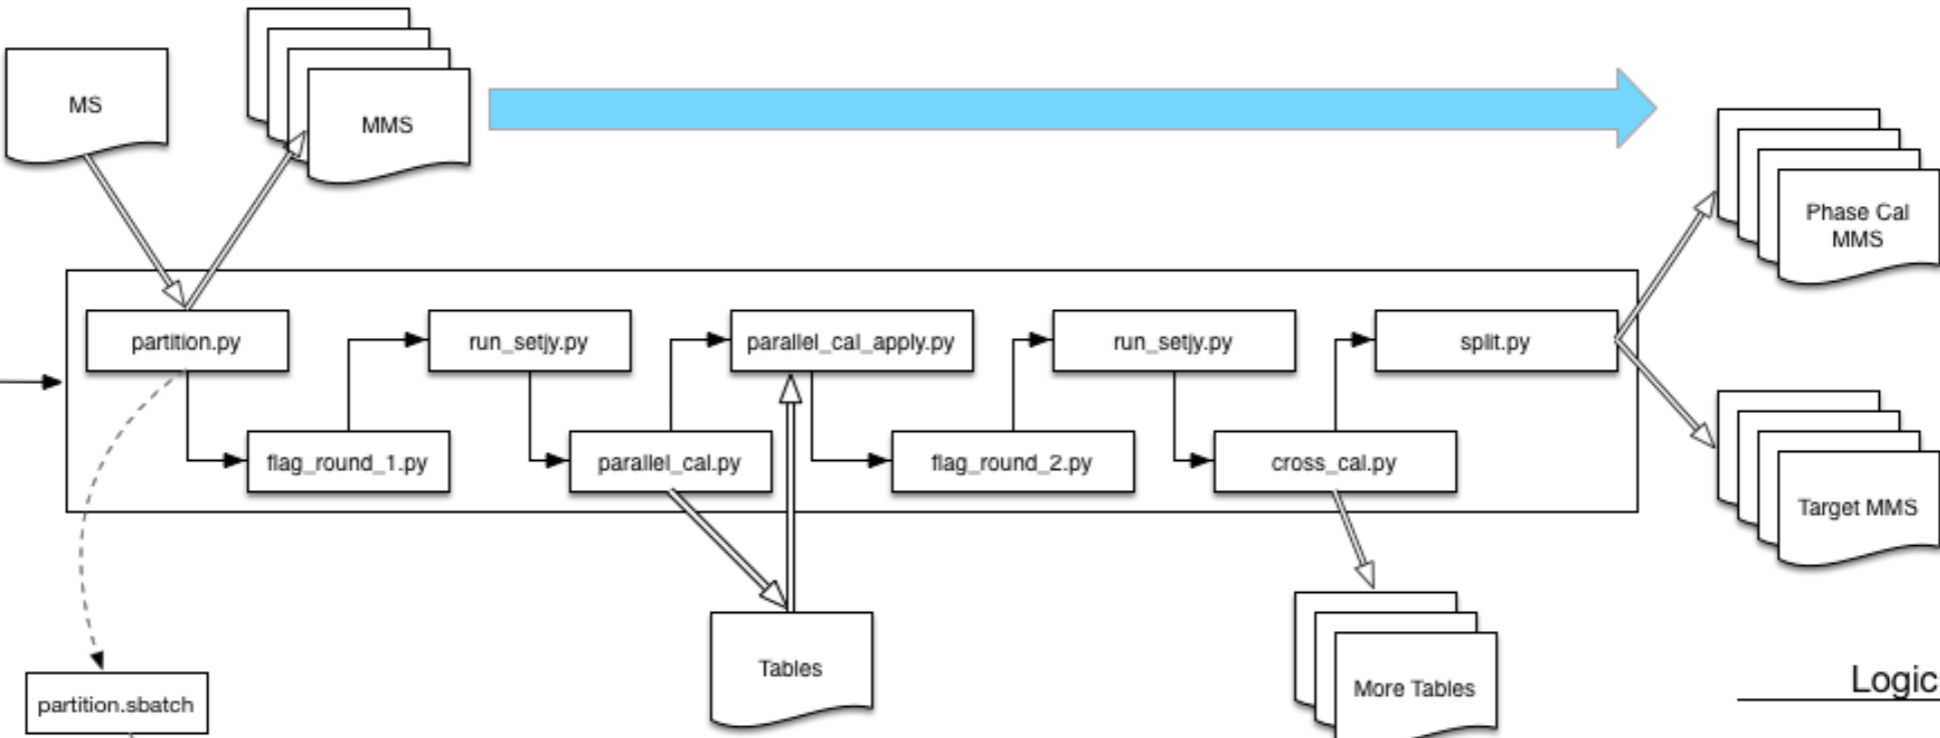 MS
MMS
Phase Cal
MMS
partition.py
run_setjy.py
parallel_cal_apply.py
run_setjy.py
split.py
flag_round_1.py
parallel_cal.py
flag_round_2.py
cross_cal.py
Target MMS
Tables
More Tables
Logic
partition.sbatch